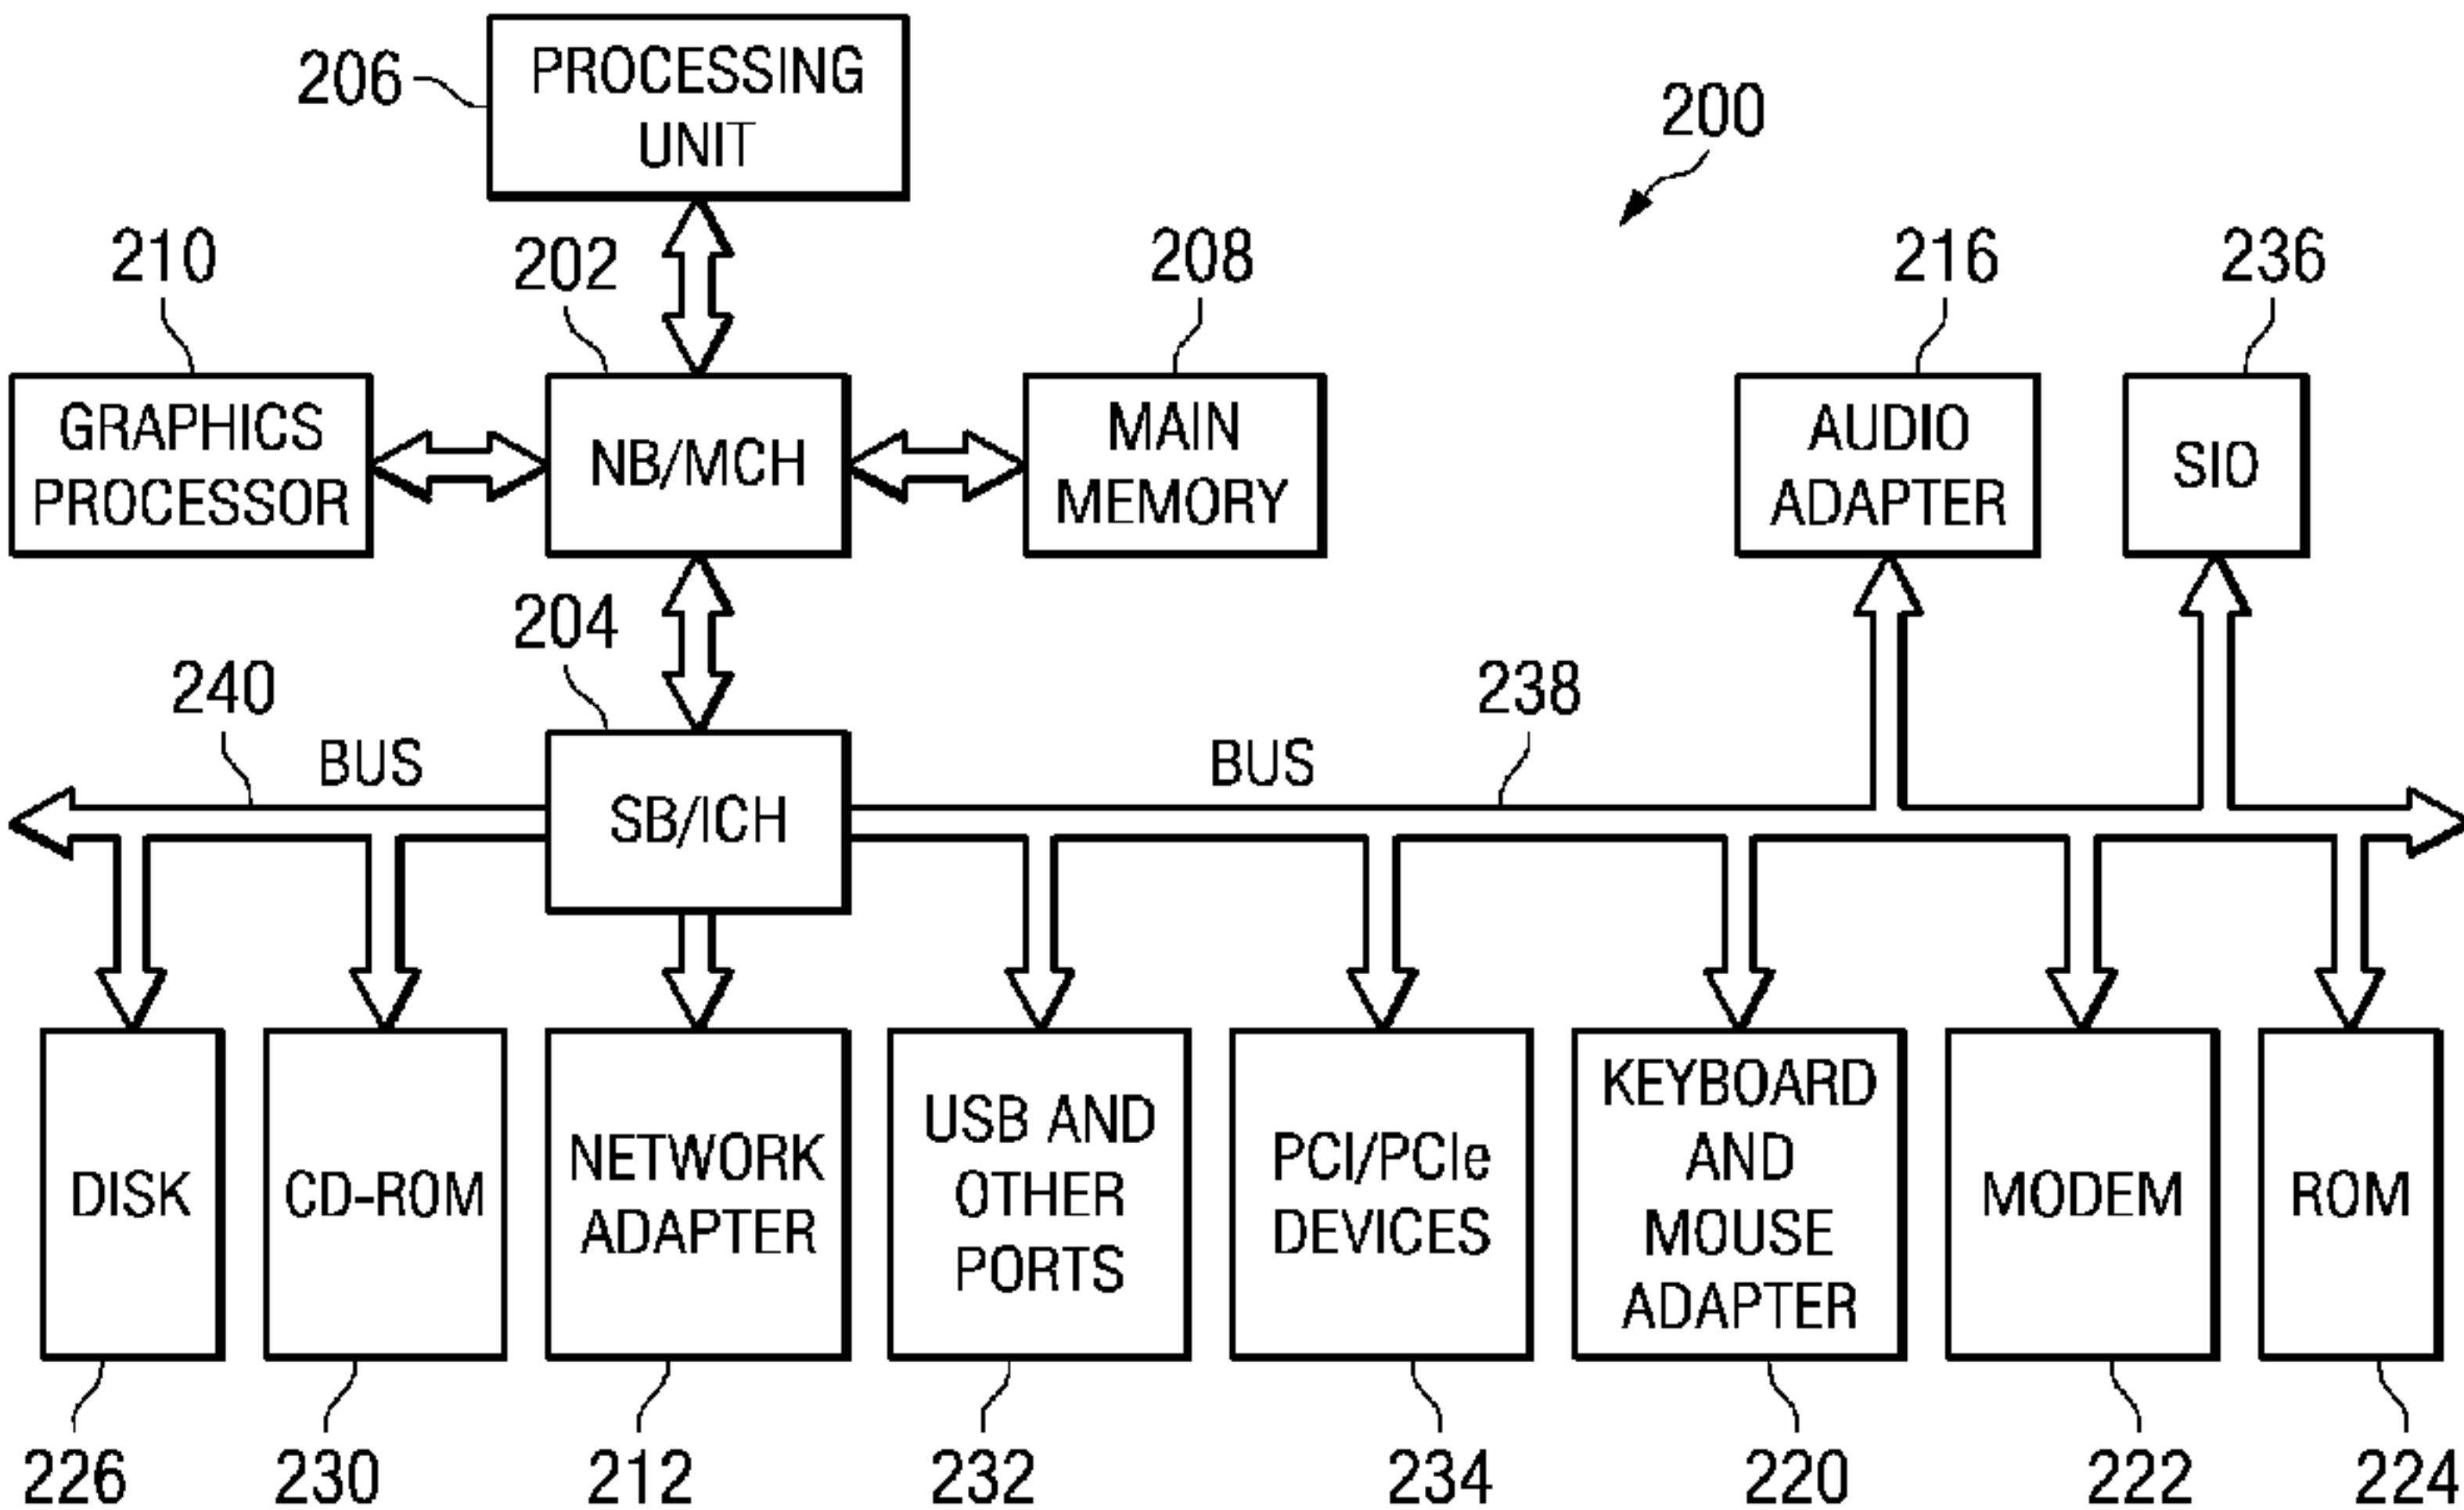 PROCESSING
UNIT
206
200
210
202
208
216
236
GRAPHICS
PROCESSOR
NB/MCH
MAIN
MEMORY
AUDIO
ADAPTER
SIO
204
240
BUS
SB/ICH
BUS
238
DISK
CD-ROM
NETWORK
ADAPTER
USB AND
OTHER
PORTS
PCI/PCIe
DEVICES
KEYBOARD
AND
MOUSE
ADAPTER
MODEM
ROM
226
230
212
232
234
220
222
224